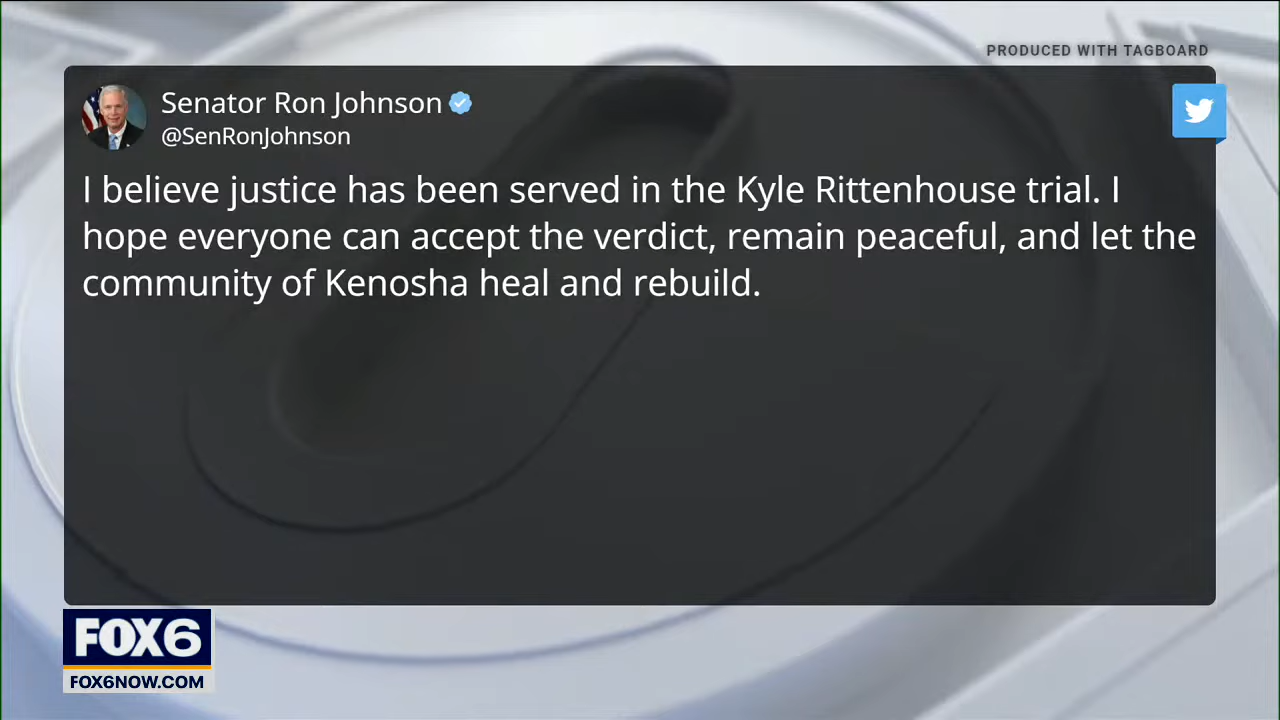 PRODUCED WITH TAGBOARD
Senator Ron Johnson
@SenRonJohnson
I believe justice has been served in the Kyle Rittenhouse trial. I
hope everyone can accept the verdict, remain peaceful, and let the
community of Kenosha heal and rebuild.
FOX6
FOX6NOW.COM